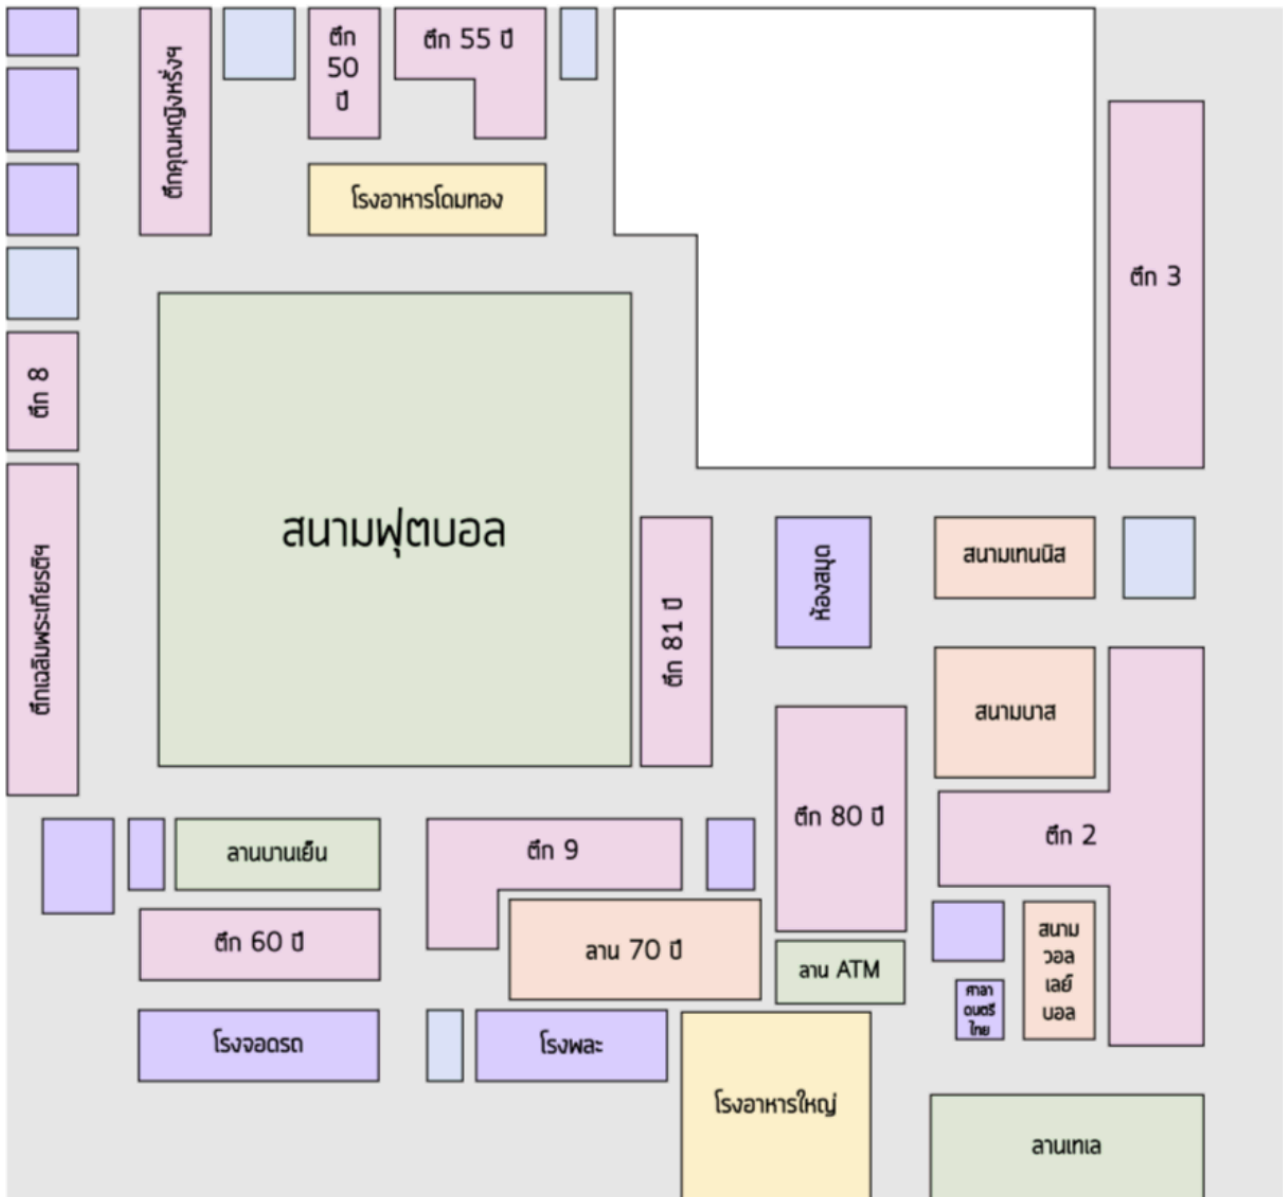 ตึกคุณหญิงหรั่งฯ
ตึก
50
ปี
ตึก 55 ปี
โรงอาหารโดมทอง
ตึก 3
ตึก 8
สนามฟุตบอล
ตึกเฉลิมพระเกียรติฯ
ตึก 81 ปี
ห้องสมุด
สนามเทนนิส
สนามบาส
ตึก 80 ปี
ตึก 2
ลานบานเย็น
ตึก 9
ตึก 60 ปี
ลาน 70 ปี
ลาน ATM
สนาม
วอล
เลย์
บอล
ศาลา
ดนตรี
ไทย
โรงจอดรถ
โรงพละ
โรงอาหารใหญ่
ลานเทเล